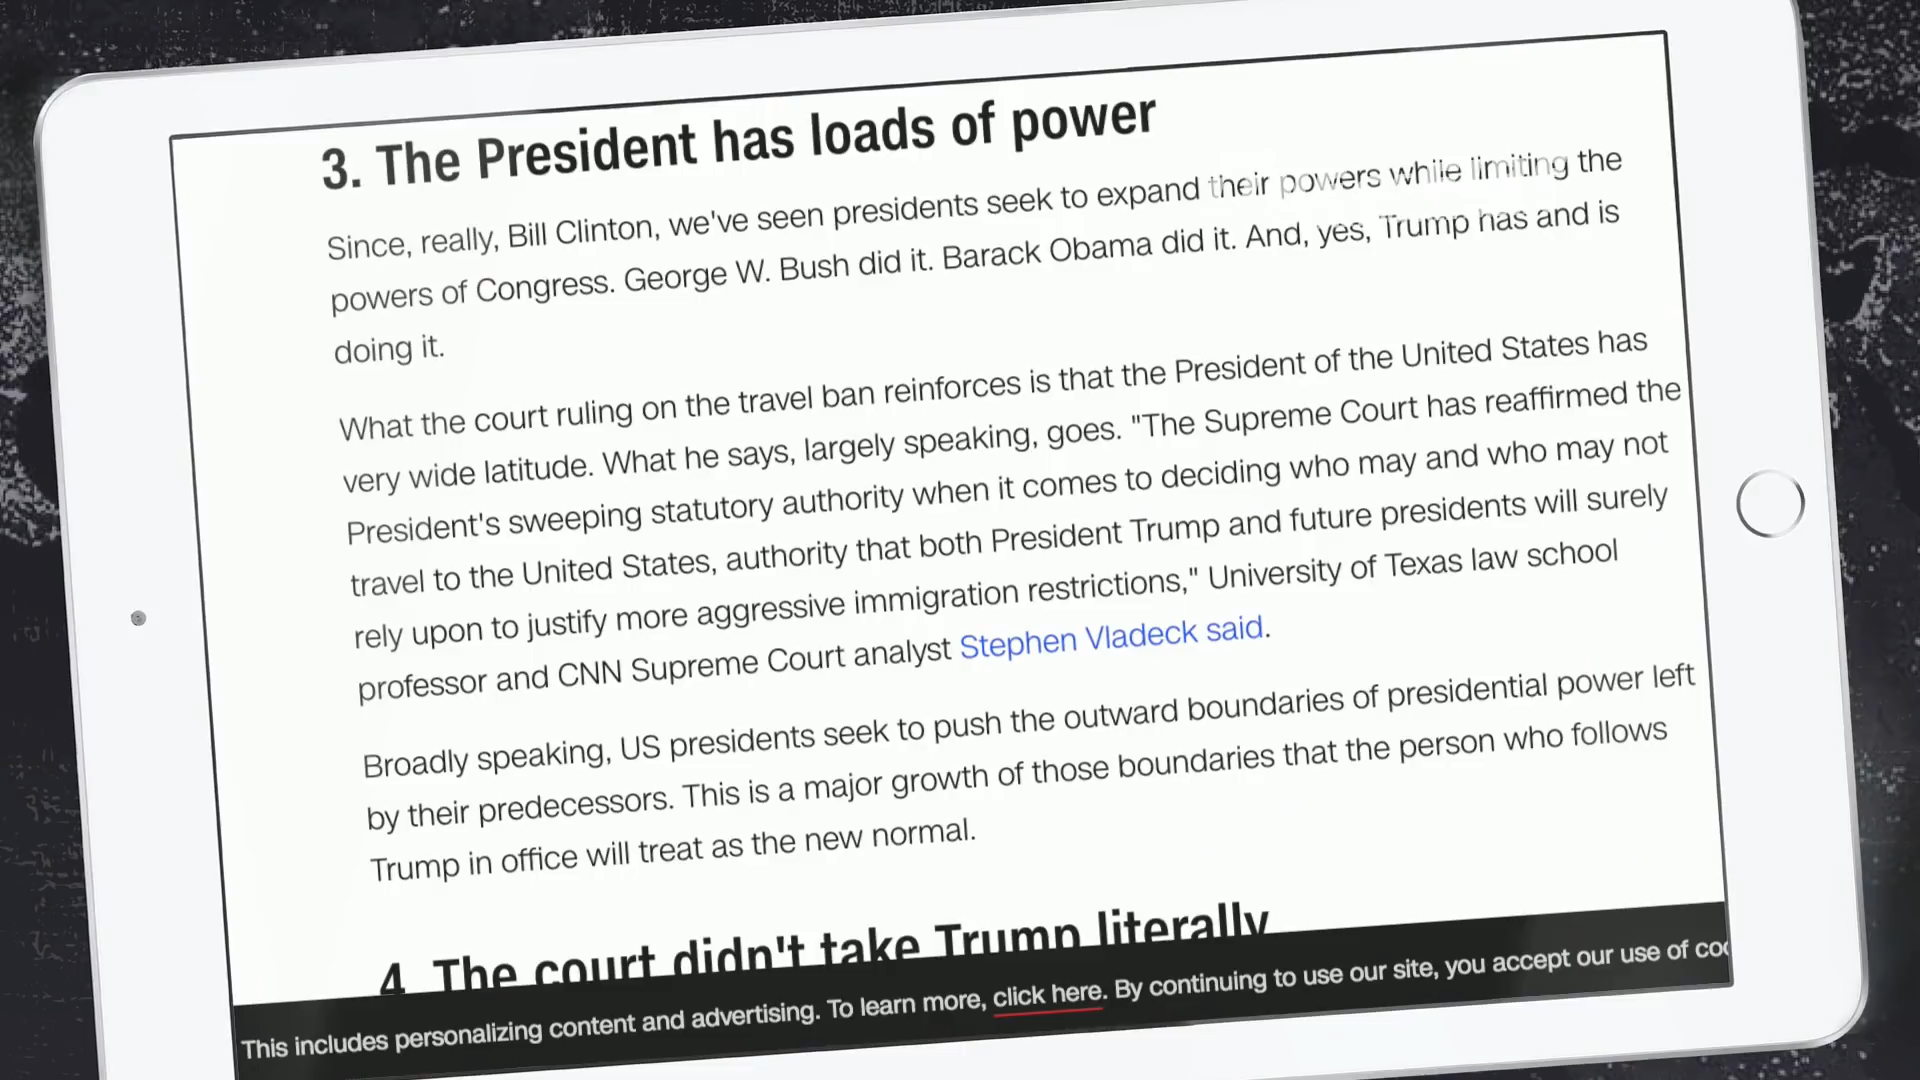 3. The President has loads of power
Since, really, Bill Clinton, we've seen presidents seek to expand their powers while limiting the
powers of Congress. George W. Bush did it. Barack Obama did it. And, yes, Trump has and is
doing it.
What the court ruling on the travel ban reinforces is that the President of the United States has
very wide latitude. What he says, largely speaking, goes. "The Supreme Court has reaffirmed the
President's sweeping statutory authority when it comes to deciding who may and who may not
travel to the United States, authority that both President Trump and future presidents will surely
rely upon to justify more aggressive immigration restrictions," University of Texas law school
professor and CNN Supreme Court analyst Stephen Vladeck said.
Broadly speaking, US presidents seek to push the outward boundaries of presidential power left
by their predecessors. This is a major growth of those boundaries that the person who follows
Trump in office will treat as the new normal.
4. The court didn't take Trump literally
This includes personalizing content and advertising. To learn more, click here. By continuing to use our site, you accept our use of